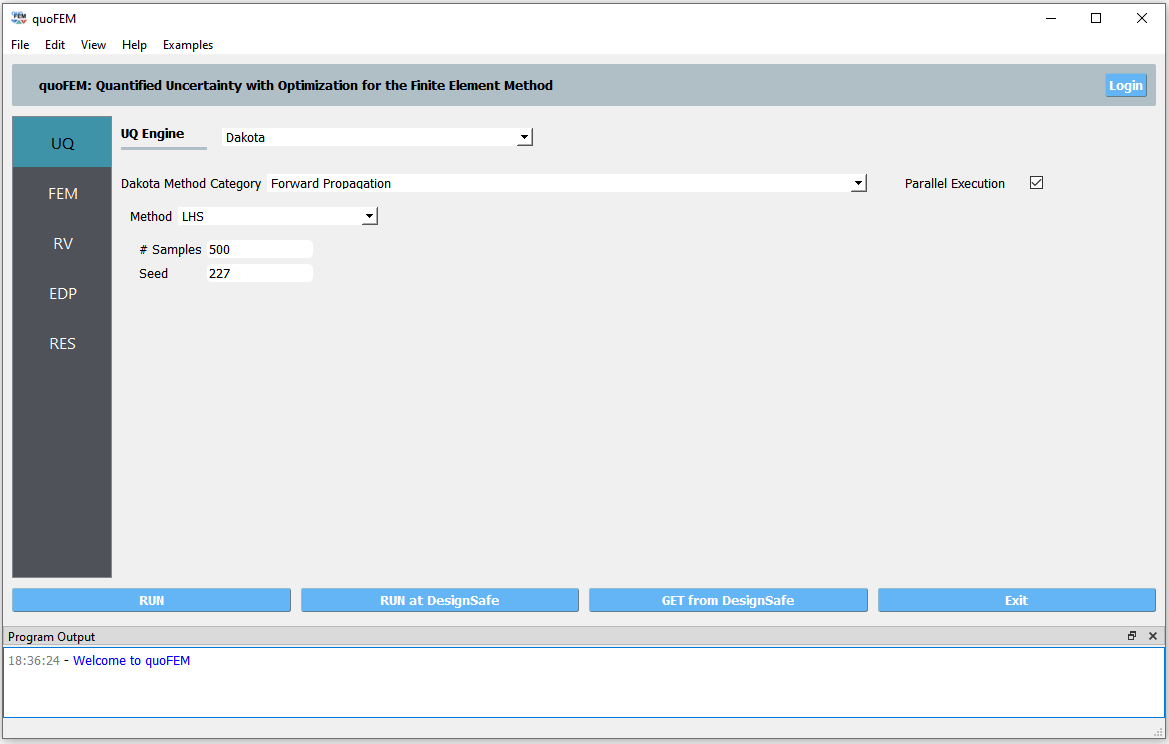 quoFEM
File Edit View Help Examples
quoFEM: Quantified Uncertainty with Optimization for the Finite Element Method
Login
UQ
FEM
RV
EDP
RES
UQ Engine Dakota
Dakota Method Category Forward Propagation Parallel Execution
Method LHS
# Samples 500
Seed 227
RUN RUN at DesignSafe GET from DesignSafe Exit
Program Output
18:36:24 - Welcome to quoFEM